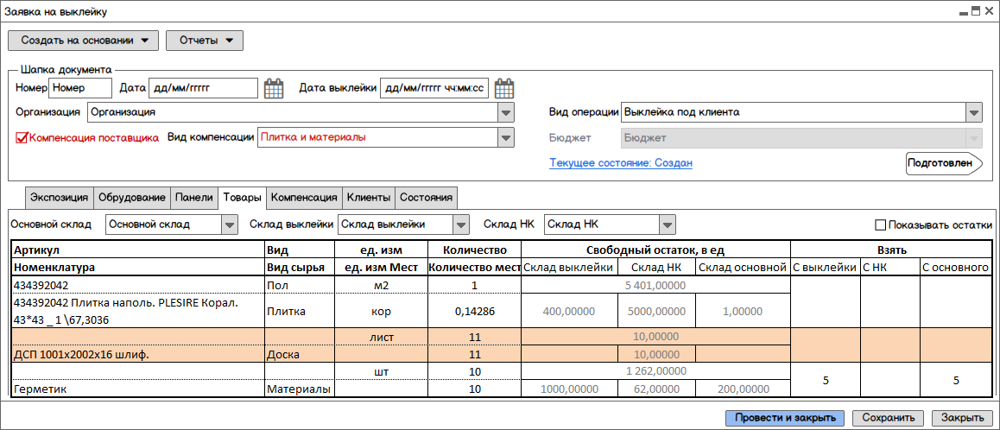 Заявка на выклейку
Создать на основании Отчеты
Шапка документа
Номер Номер Дата дд/мм/ггггг Дата выклейки дд/мм/ггггг чч:мм:сс
Организация Организация Вид операции Выклейка под клиента
Компенсация поставщика Вид компенсации Плитка и материалы Бюджет Бюджет
Текущее состояние: Создан Подготовлен
Экспозиция Обрудование Панели Товары Компенсация Клиенты Состояния
Основной склад Основной склад Склад выклейки Склад выклейки Склад НК Склад НК Показывать остатки
Артикул Вид ед. изм Количество Свободный остаток, в ед Взять
Номенклатура Вид сырья ед. изм Мест Количество мест Склад выклейки Склад НК Склад основной С выклейки С НК С основного
434392042 Пол м2 1 5 401,00000
434392042 Плитка наполь. PLESIRE Корал.
43*43 _ 1 \67,3036 Плитка кор 0,14286 400,00000 5000,00000 1,00000
лист 11 10,00000
ДСП 1001х2002х16 шлиф. Доска 11 10,00000
шт 10 1 262,00000 5 5
Герметик Материалы 10 1000,00000 62,00000 200,00000
Провести и закрыть Сохранить Закрыть